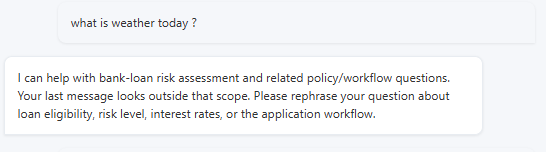 what is weather today ?
I can help with bank-loan risk assessment and related policy/workflow questions.
Your last message looks outside that scope. Please rephrase your question about
loan eligibility, risk level, interest rates, or the application workflow.